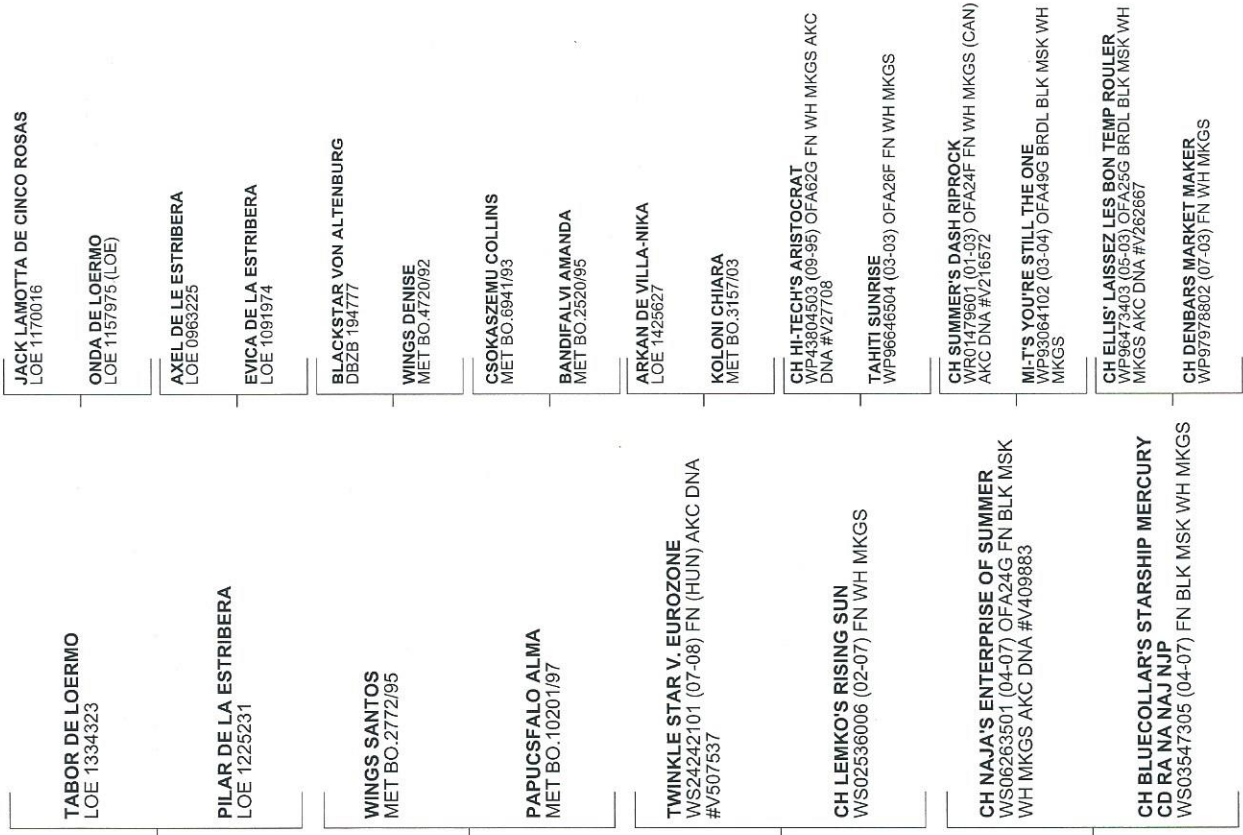 TABOR DE LOERMO
LOE 1334323
PILAR DE LA ESTRIBERA
LOE 1225231
WINGS SANTOS
MET BO.2772/95
PAPUCSFALO ALMA
MET BO.10201/97
TWINKLE STAR V. EUROZONE
WS24242101 (07-08) FN (HUN) AKC DNA
#V507537
CH LEMKO'S RISING SUN
WS02536006 (02-07) FN WH MKGS
CH NAJA'S ENTERPRISE OF SUMMER
WS06263501 (04-07) OFA24G FN BLK MSK
WH MKGS AKC DNA #V409883
CH BLUECOLLAR'S STARSHIP MERCURY
CD RA NA NAJ NJP
WS03547305 (04-07) FN BLK MSK WH MKGS
JACK LAMOTTA DE CINCO ROSAS
LOE 1170016
ONDA DE LOERMO
LOE 1157975 (LOE)
AXEL DE LE ESTRIBERA
LOE 0963225
EVICA DE LA ESTRIBERA
LOE 1091974
BLACKSTAR VON ALTENBURG
DBZB 194777
WINGS DENISE
MET BO.4720/92
CSOKASZEMU COLLINS
MET BO.6941/93
BANDIFALVI AMANDA
MET BO.2520/95
ARKAN DE VILLA-NIKA
LOE 1425627
KOLONI CHIARA
MET BO.3157/03
CH HI-TECH'S ARISTOCRAT
WP43804503 (09-95) OFA62G FN WH MKGS AKC
DNA #V27708
TAHITI SUNRISE
WP96646504 (03-03) OFA26F FN WH MKGS
CH SUMMER'S DASH RIPROCK
WR01479601 (01-03) OFA24F FN WH MKGS (CAN)
AKC DNA #V216572
MI-T'S YOU'RE STILL THE ONE
WP93064102 (03-04) OFA49G BRDL BLK MSK WH
MKGS
CH ELLIS' LAISSEZ LES BON TEMP ROULER
WP96473403 (05-03) OFA25G BRDL BLK MSK WH
MKGS AKC DNA #V262667
CH DENBARS MARKET MAKER
WP97978802 (07-03) FN WH MKGS